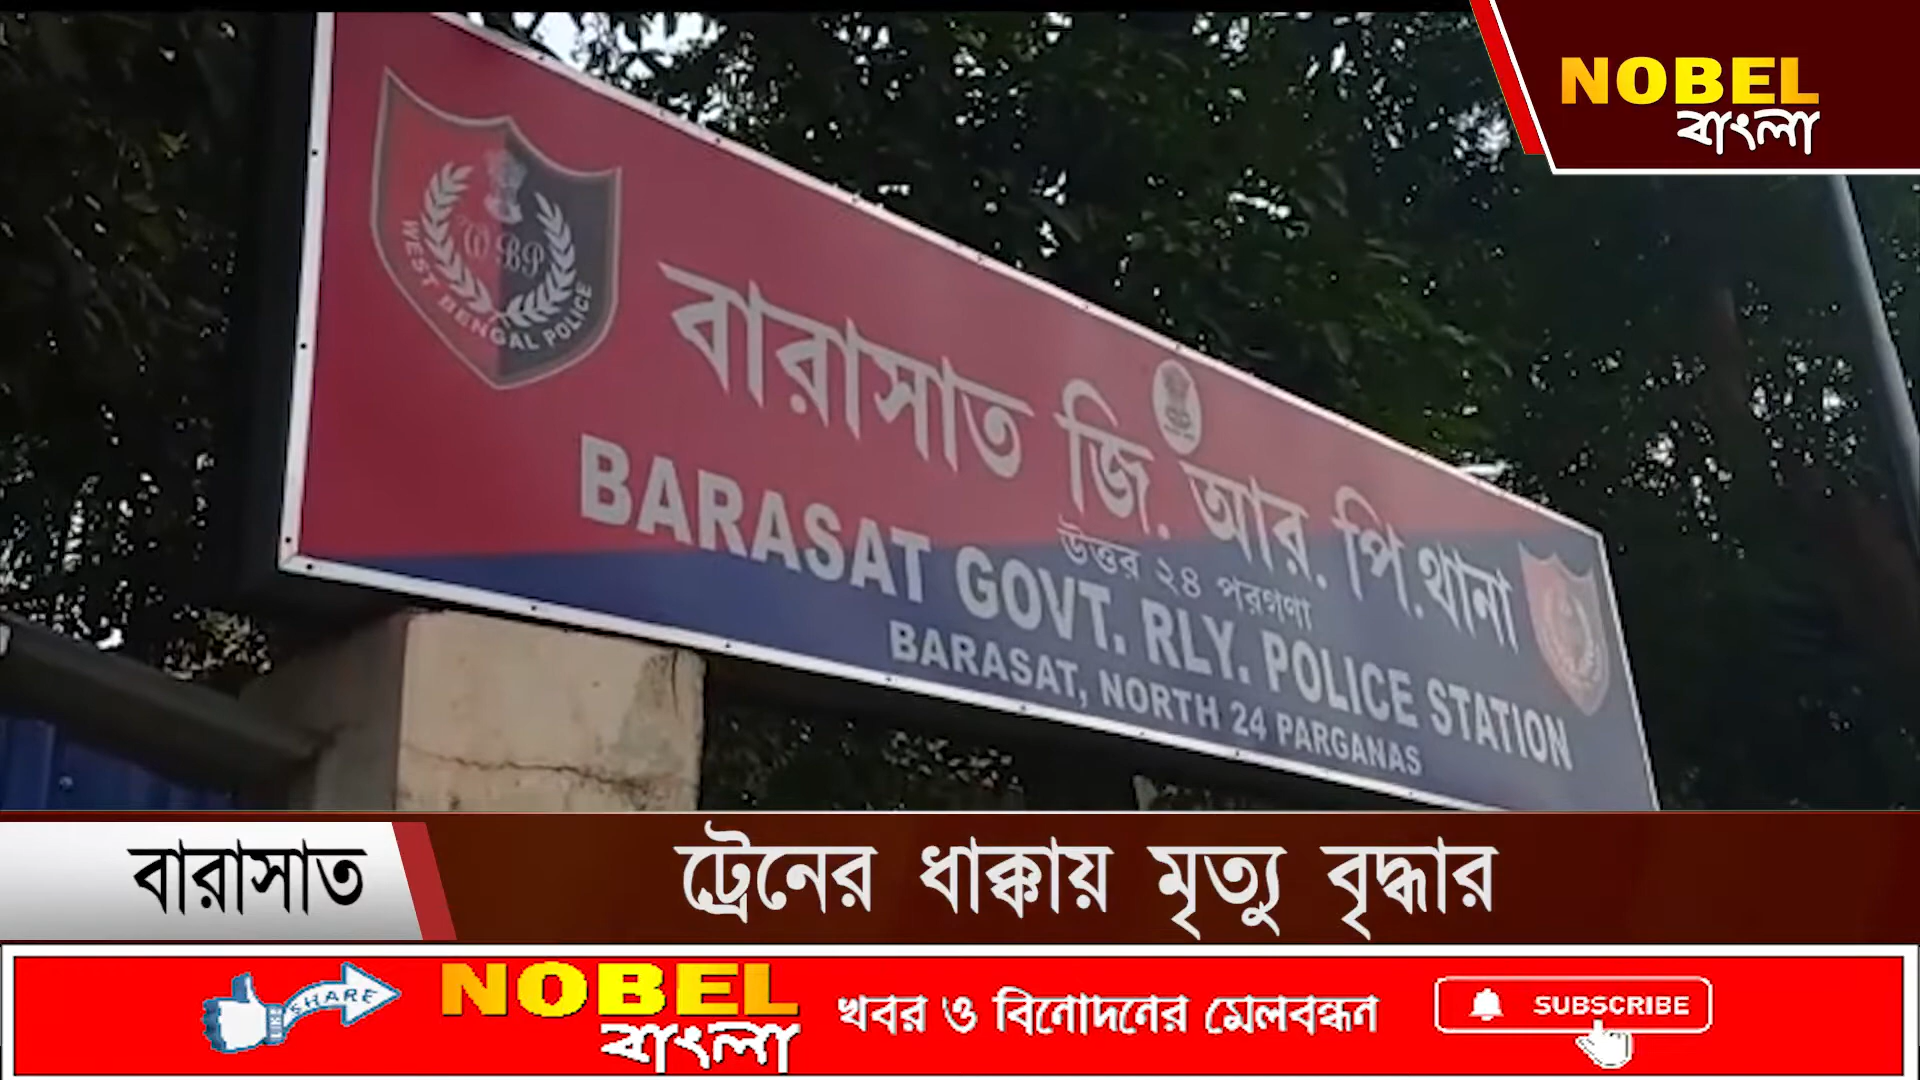 NOBEL
বাংলা
WBP
WEST BENGAL POLICE
বারাসাত জি. আর. পি. থানা
উত্তর ২৪ পরগণা
BARASAT GOVT. RLY. POLICE STATION
BARASAT, NORTH 24 PARGANAS
বারাসাত
ট্রেনের ধাক্কায় মৃত্যু বৃদ্ধার
LIKE
SHARE
NOBEL
বাংলা
খবর ও বিনোদনের মেলবন্ধন
SUBSCRIBE